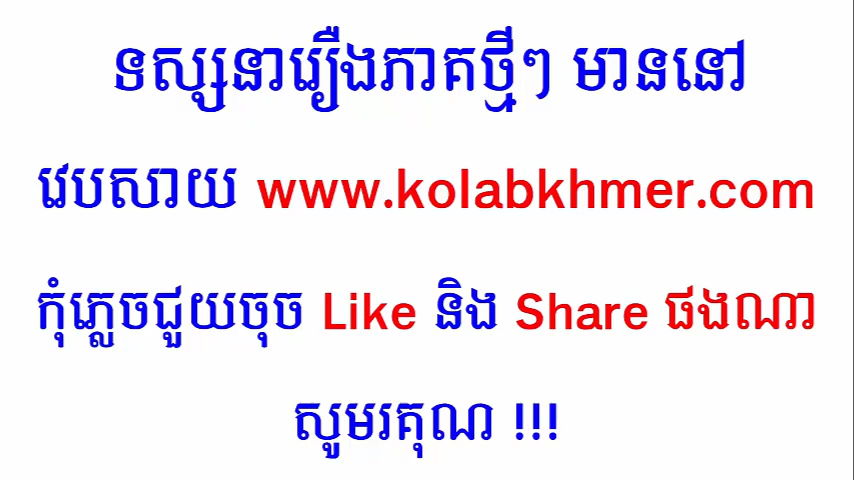 ទស្សនារឿងភាគថ្មីៗ មាននៅ
វេបសាយ www.kolabkhmer.com
កុំភ្លេចជួយចុច Like និង Share ផងណា
សូមរគុណ !!!